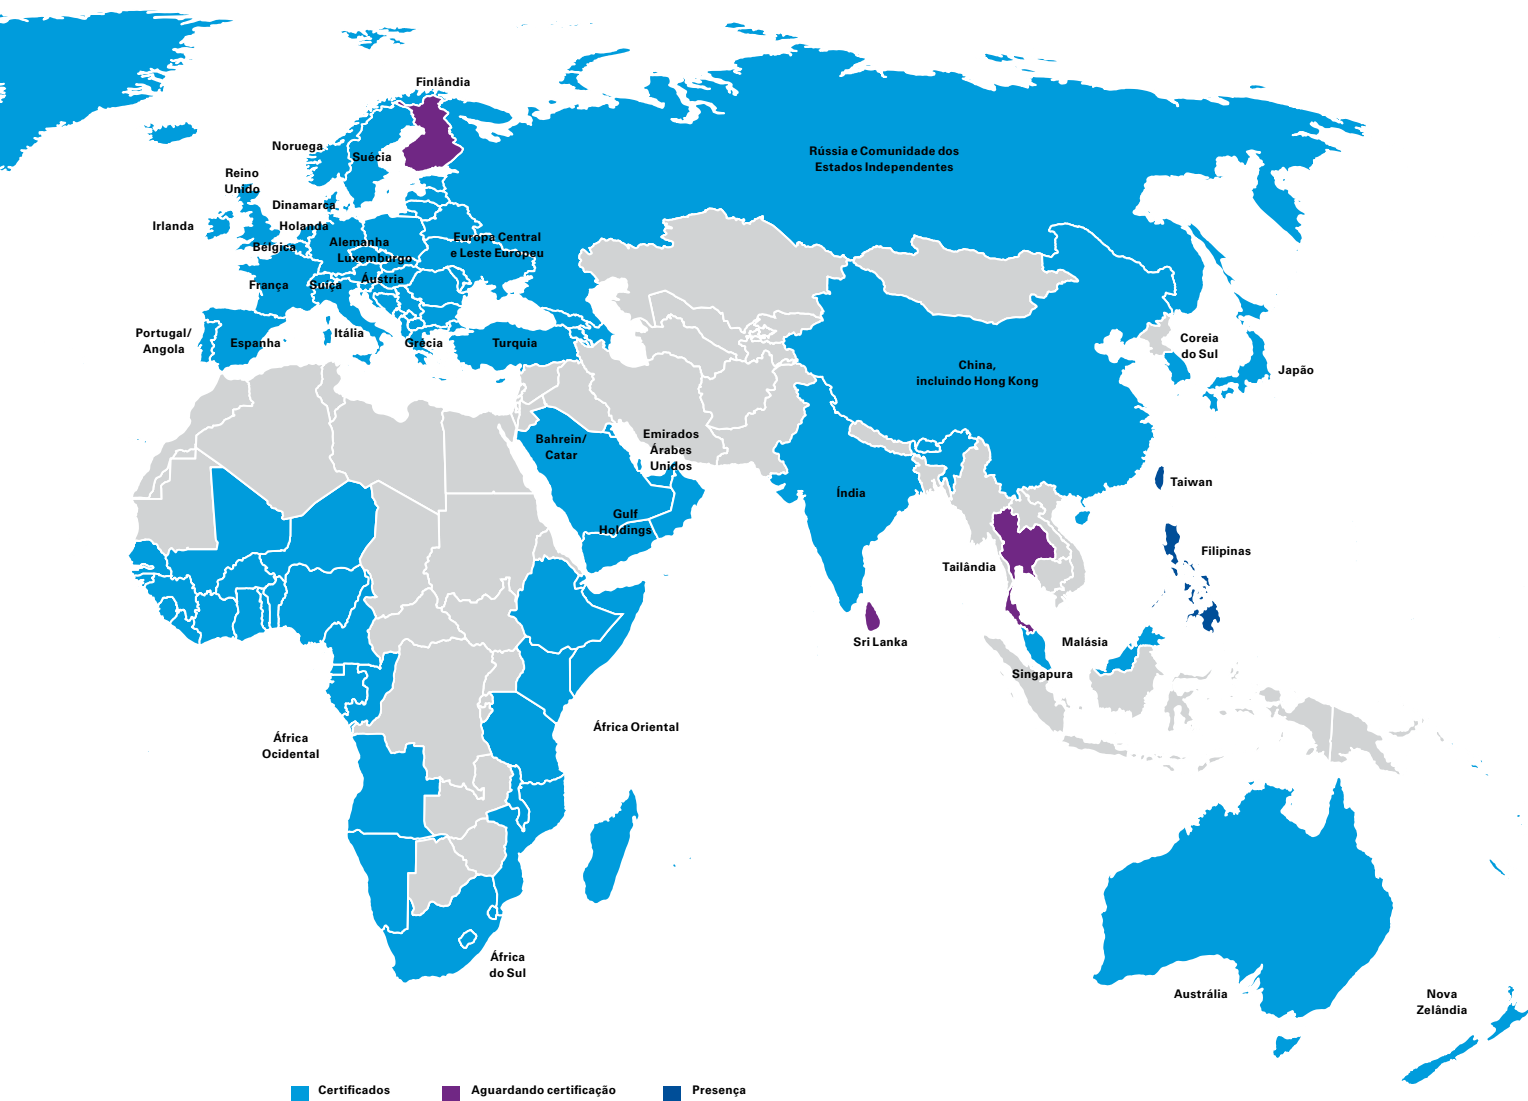 Finlândia
Noruega
Suécia
Reino
Unido
Dinamarca
Irlanda
Holanda
Bélgica
Alemanha
Luxemburgo
Europa Central
e Leste Europeu
Áustria
França
Suíça
Portugal/
Angola
Espanha
Itália
Grécia
Turquia
Rússia e Comunidade dos
Estados Independentes
China,
incluindo Hong Kong
Coreia
do Sul
Japão
Bahrein/
Catar
Emirados
Árabes
Unidos
Gulf
Holdings
Índia
Taiwan
Filipinas
Tailândia
Sri Lanka
Malásia
Singapura
África
Ocidental
África Oriental
África
do Sul
Austrália
Nova
Zelândia
Certificados
Aguardando certificação
Presença